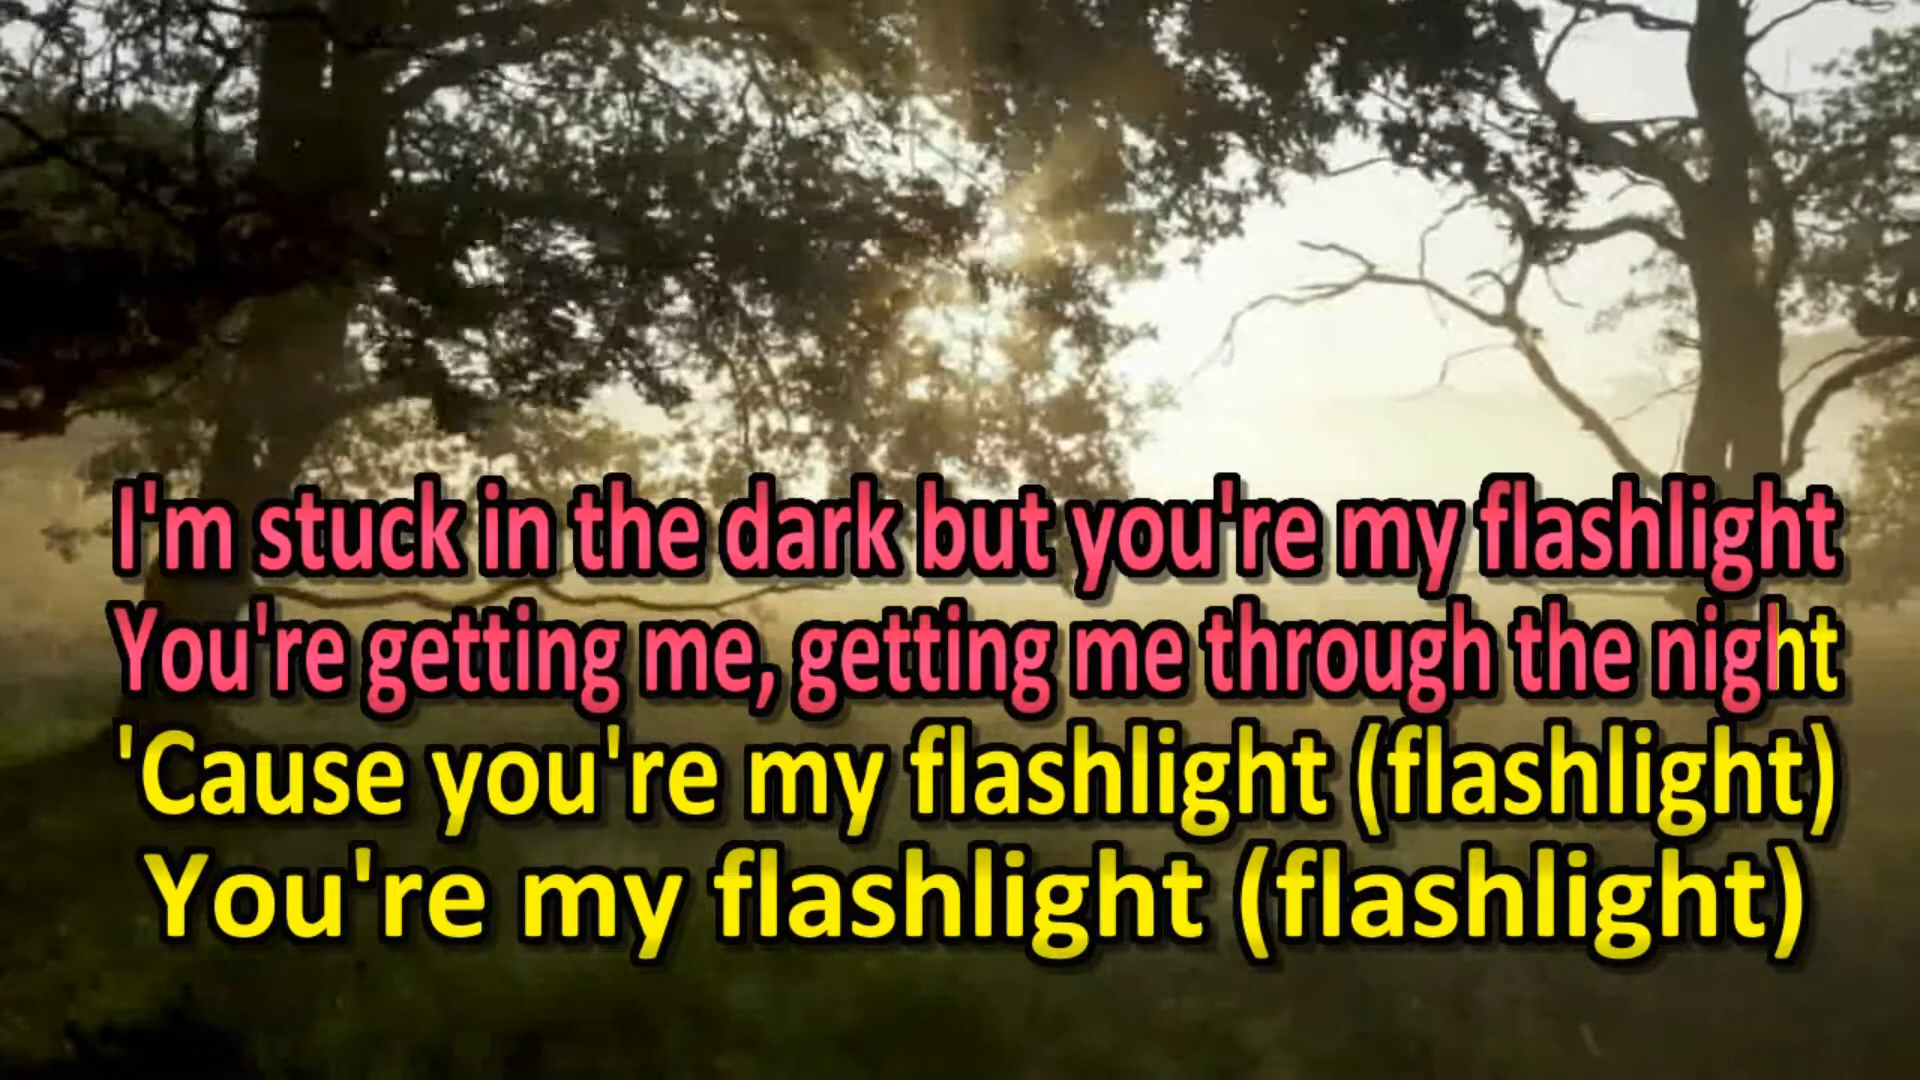 I'm stuck in the dark but you're my flashlight
You're getting me, getting me through the night
'Cause you're my flashlight (flashlight)
You're my flashlight (flashlight)